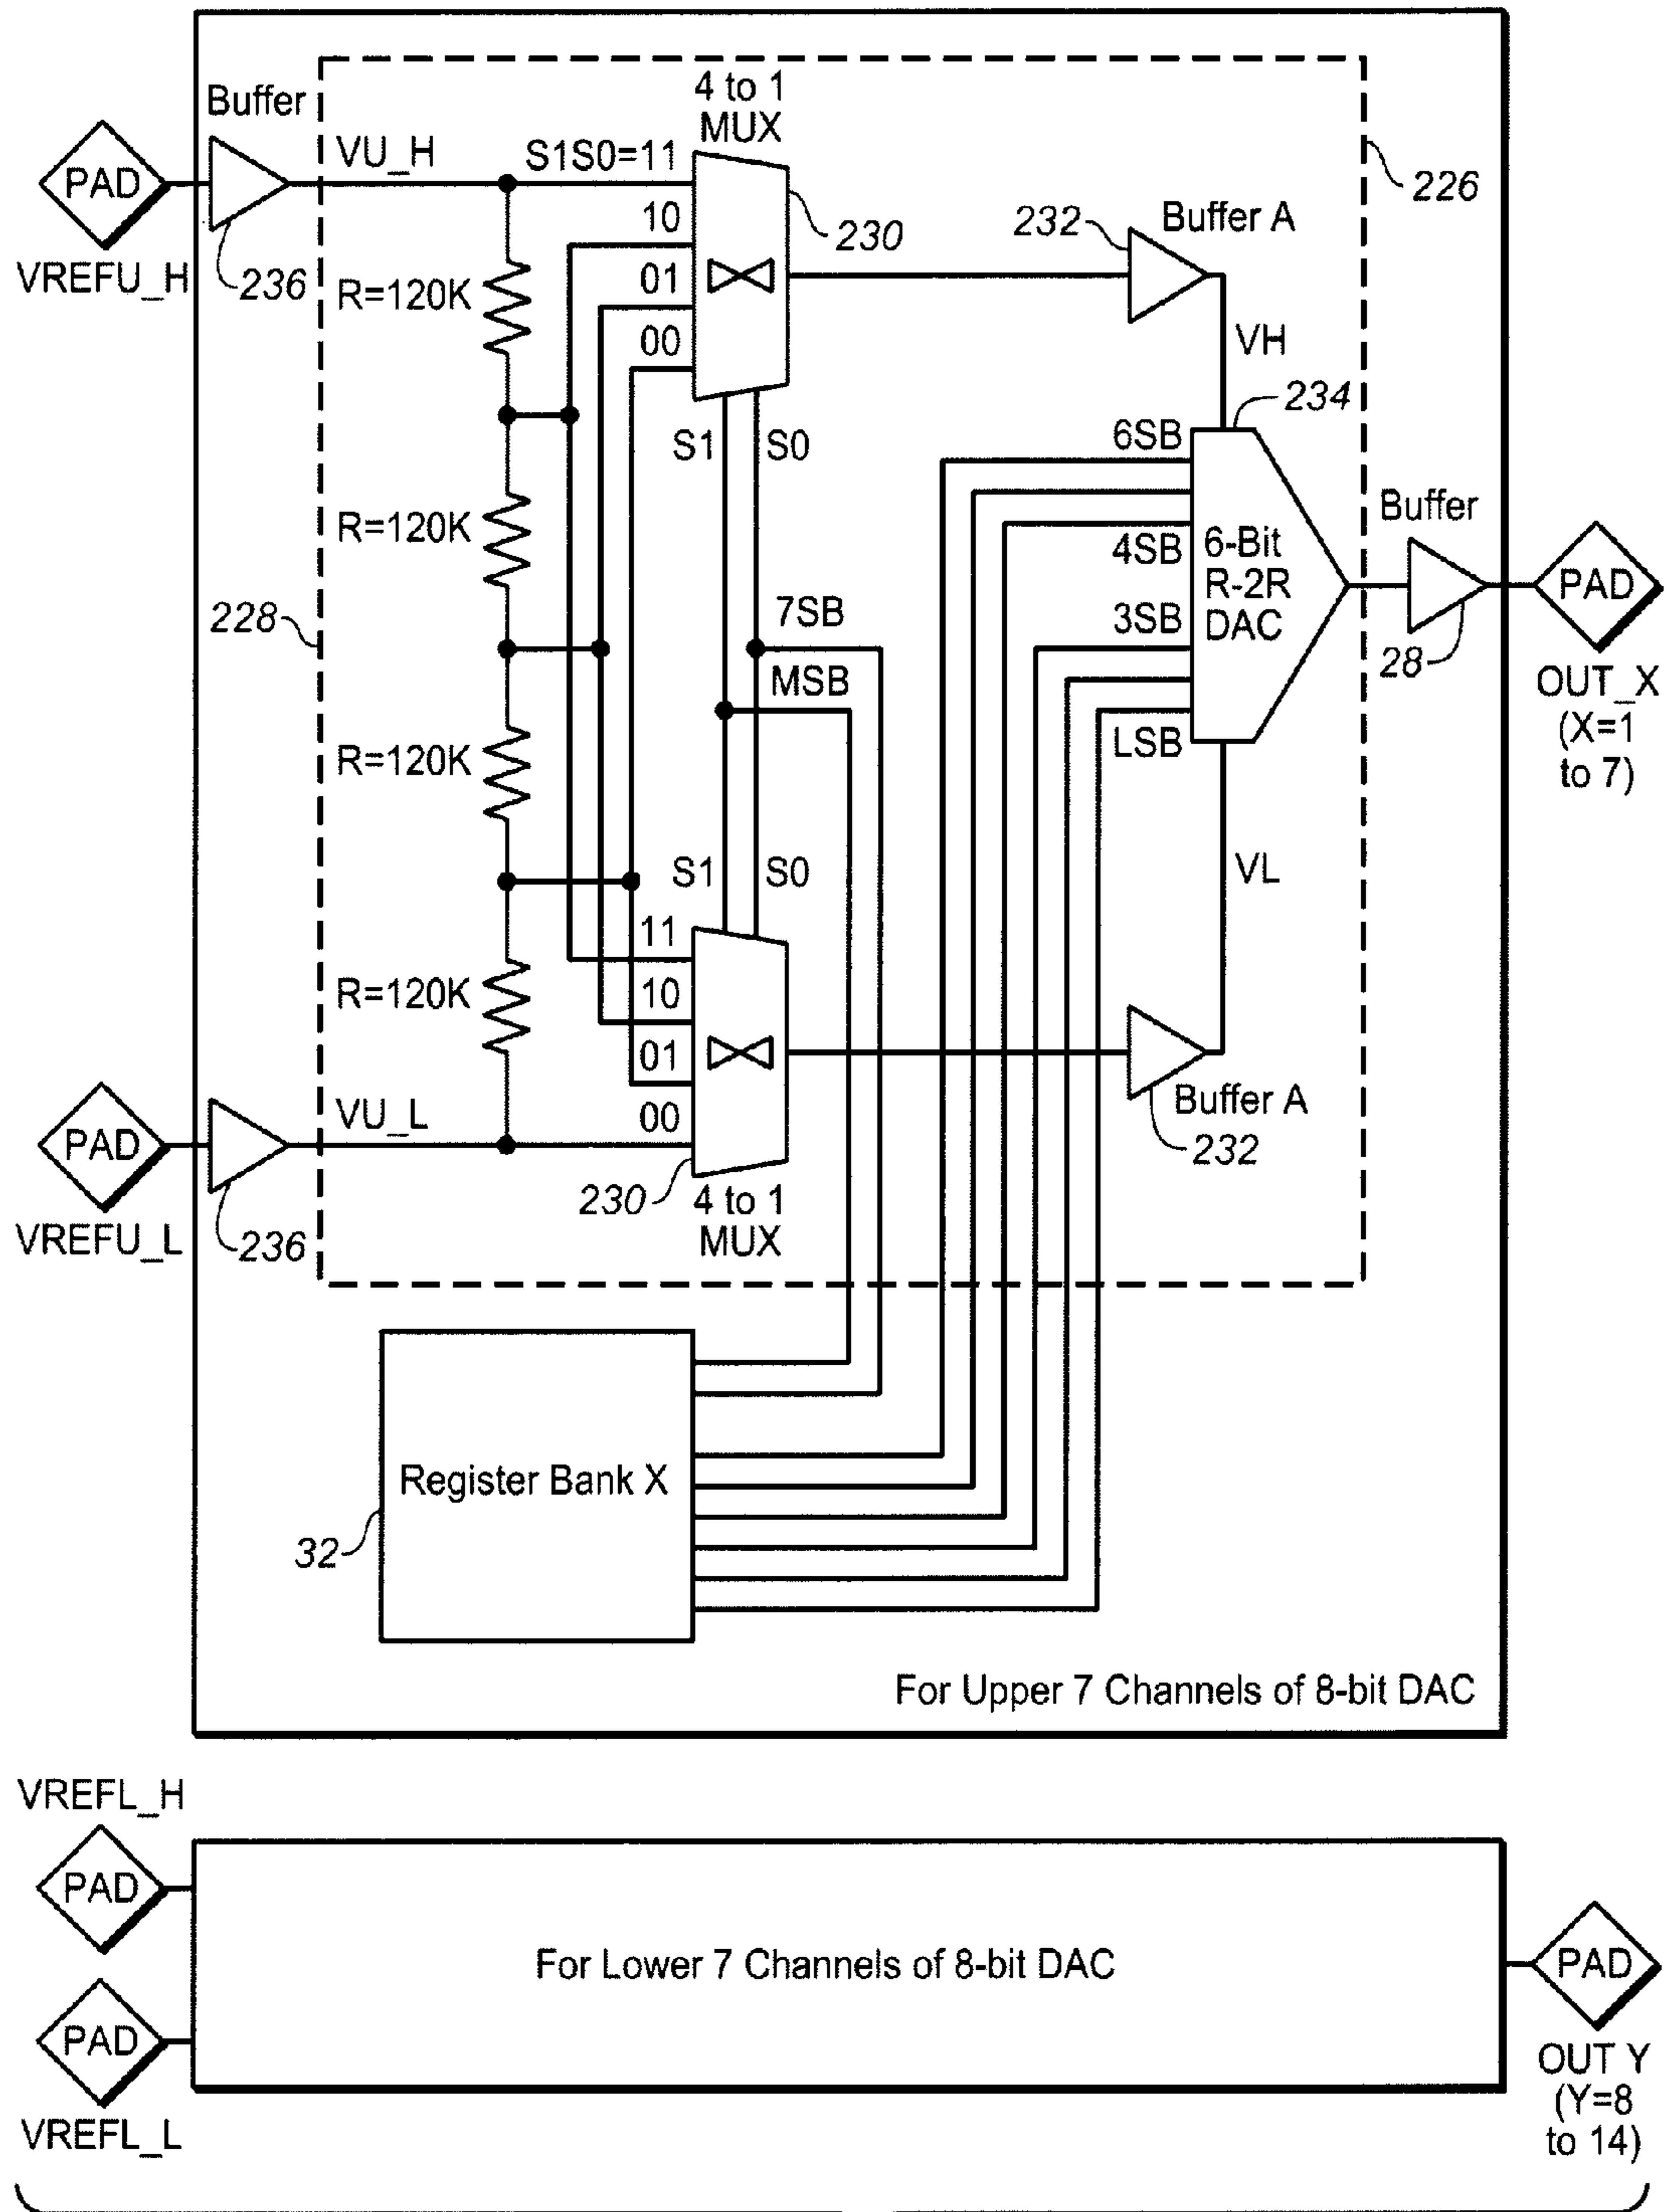 4 to 1
MUX
Buffer
VU_H
S1S0=11
PAD
226
10
230
232
Buffer A
VREFU_H
236
R=120K
01
00
VH
234
S1
S0
6SB
Buffer
R=120K
4SB
6-Bit
R-2R
DAC
PAD
228
7SB
3SB
28
MSB
OUT_X
(X=1
to 7)
R=120K
LSB
S1
S0
VL
11
R=120K
10
01
VU_L
00
Buffer A
PAD
232
230
4 to 1
MUX
VREFU_L
236
Register Bank X
32
For Upper 7 Channels of 8-bit DAC
VREFL_H
PAD
For Lower 7 Channels of 8-bit DAC
PAD
PAD
OUT Y
(Y=8
to 14)
VREFL_L